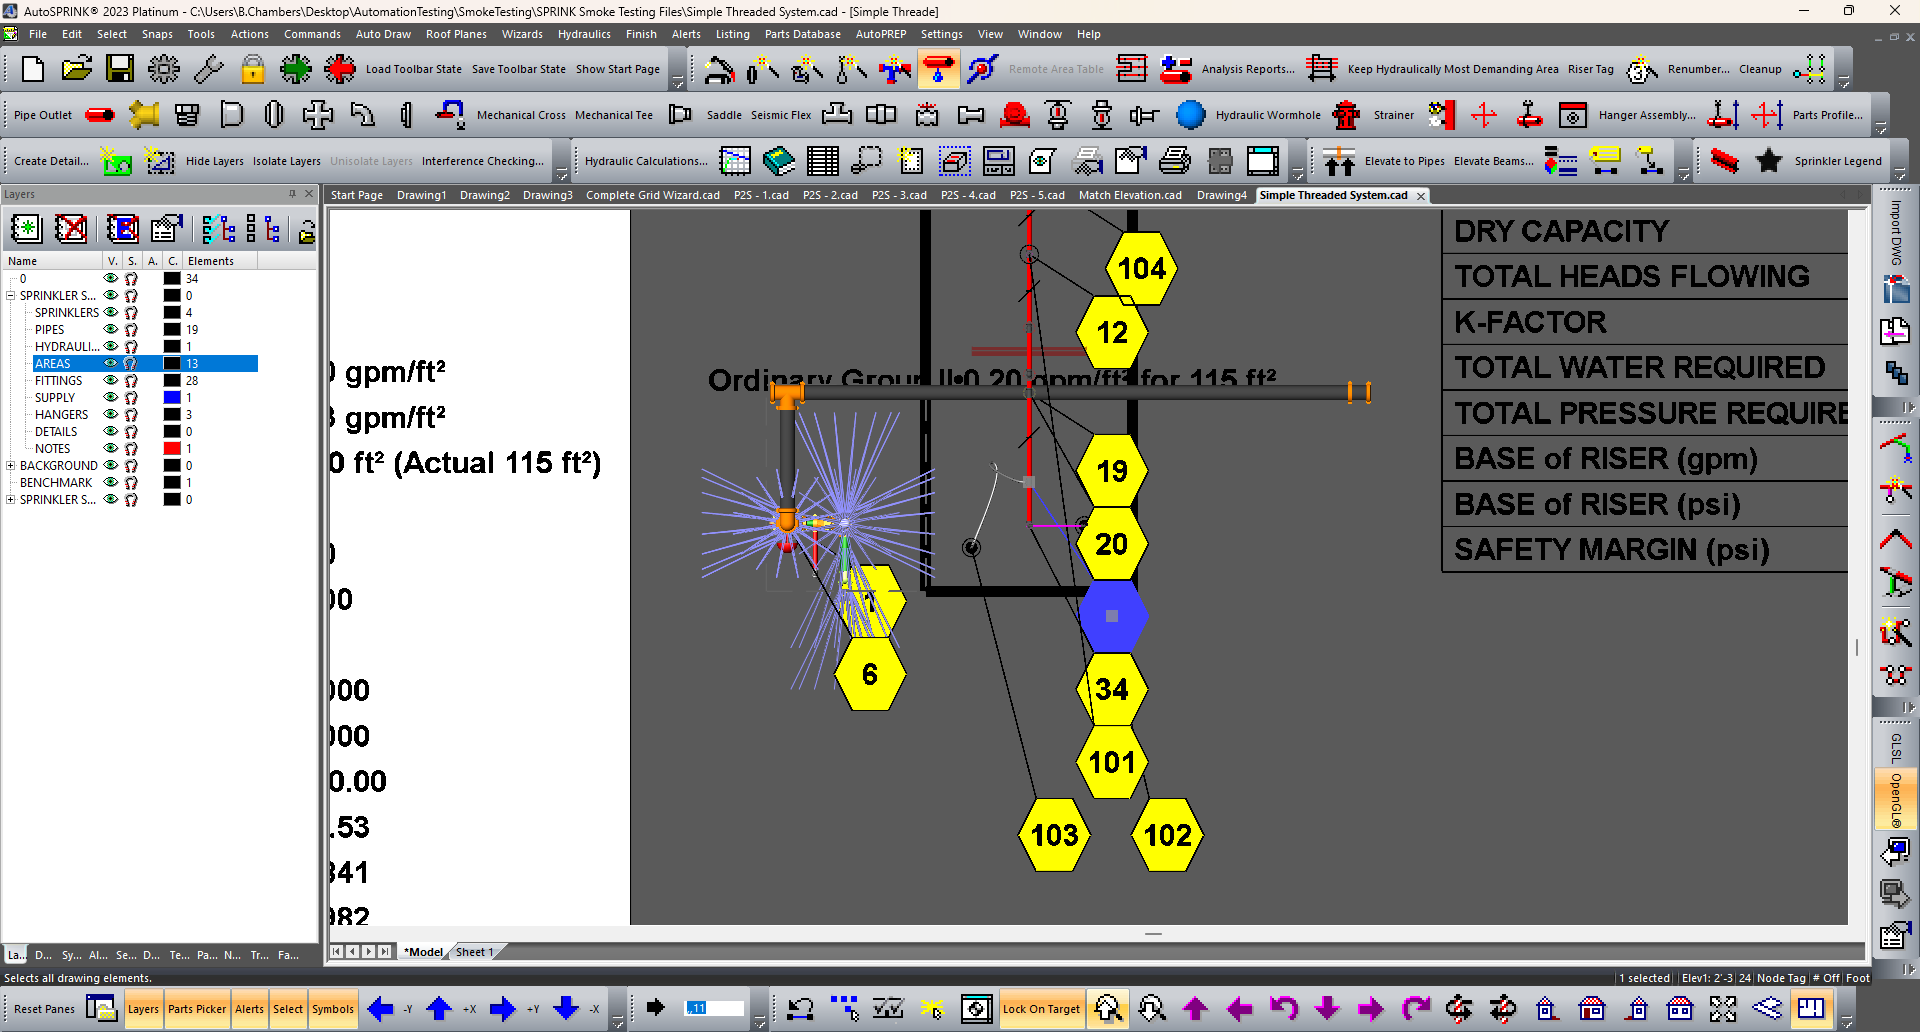 AutoSPRINK® 2023 Platinum - C:\Users\B.Chambers\Desktop\AutomationTesting\SmokeTesting\SPRINK Smoke Testing Files\Simple Threaded System.cad - [Simple Threade]
File Edit Select Snaps Tools Actions Commands Auto Draw Roof Planes Wizards Hydraulics Finish Alerts Listing Parts Database AutoPREP Settings View Window Help
Load Toolbar State Save Toolbar State Show Start Page Remote Area Table Analysis Reports... Keep Hydraulically Most Demanding Area Riser Tag Renumber... Cleanup
Pipe Outlet Mechanical Cross Mechanical Tee Saddle Seismic Flex Hydraulic Wormhole Strainer Hanger Assembly... Parts Profile...
Create Detail... Hide Layers Isolate Layers Unisolate Layers Interference Checking... Hydraulic Calculations... Elevate to Pipes Elevate Beams... Sprinkler Legend
Layers
Start Page Drawing1 Drawing2 Drawing3 Complete Grid Wizard.cad P2S - 1.cad P2S - 2.cad P2S - 3.cad P2S - 4.cad P2S - 5.cad Match Elevation.cad Drawing4 Simple Threaded System.cad
Name V. S. A. C. Elements
0 34
SPRINKLER S... 0
SPRINKLERS 4
PIPES 19
HYDRAULI... 1
AREAS 13
FITTINGS 28
SUPPLY 1
HANGERS 3
DETAILS 0
NOTES 1
BACKGROUND 0
BENCHMARK 1
SPRINKLER S... 0
gpm/ft²
gpm/ft²
0 ft² (Actual 115 ft²)
.53
Ordinary Group II•0.20 gpm/ft² for 115 ft²
104
12
19
20
34
101
103
102
1
6
DRY CAPACITY
TOTAL HEADS FLOWING
K-FACTOR
TOTAL WATER REQUIRED
TOTAL PRESSURE REQUIRE
BASE of RISER (gpm)
BASE of RISER (psi)
SAFETY MARGIN (psi)
Import DWG
GLSL
OpenGL®
La... D... Sy... Al... Se... D... Te... Pa... N... Tr... Fa...
*Model Sheet 1
Selects all drawing elements.
1 selected Elev1: 2'-3 24 Node Tag # Off Foot
Reset Panes Layers Parts Picker Alerts Select Symbols -Y +X +Y -X ,,11 Lock On Target